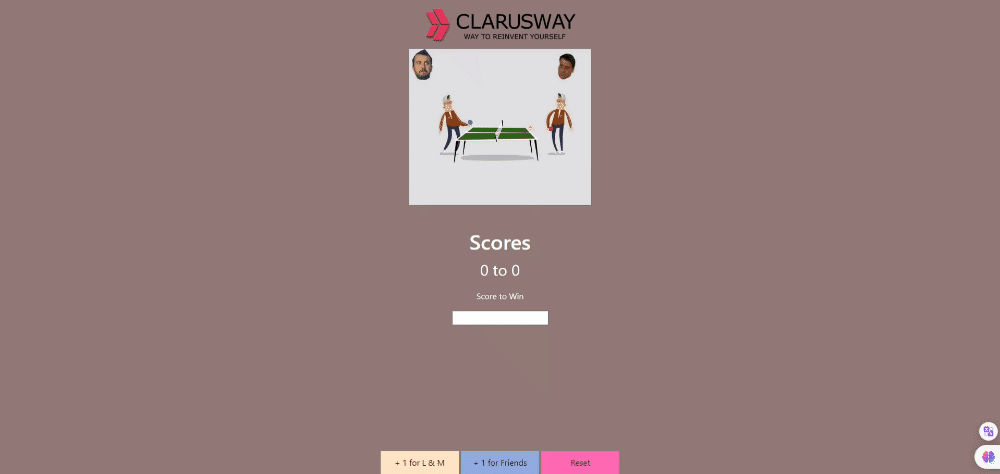 CLARUSWAY
WAY TO REINVENT YOURSELF
Scores
0 to 0
Score to Win
+ 1 for L & M
+ 1 for Friends
Reset